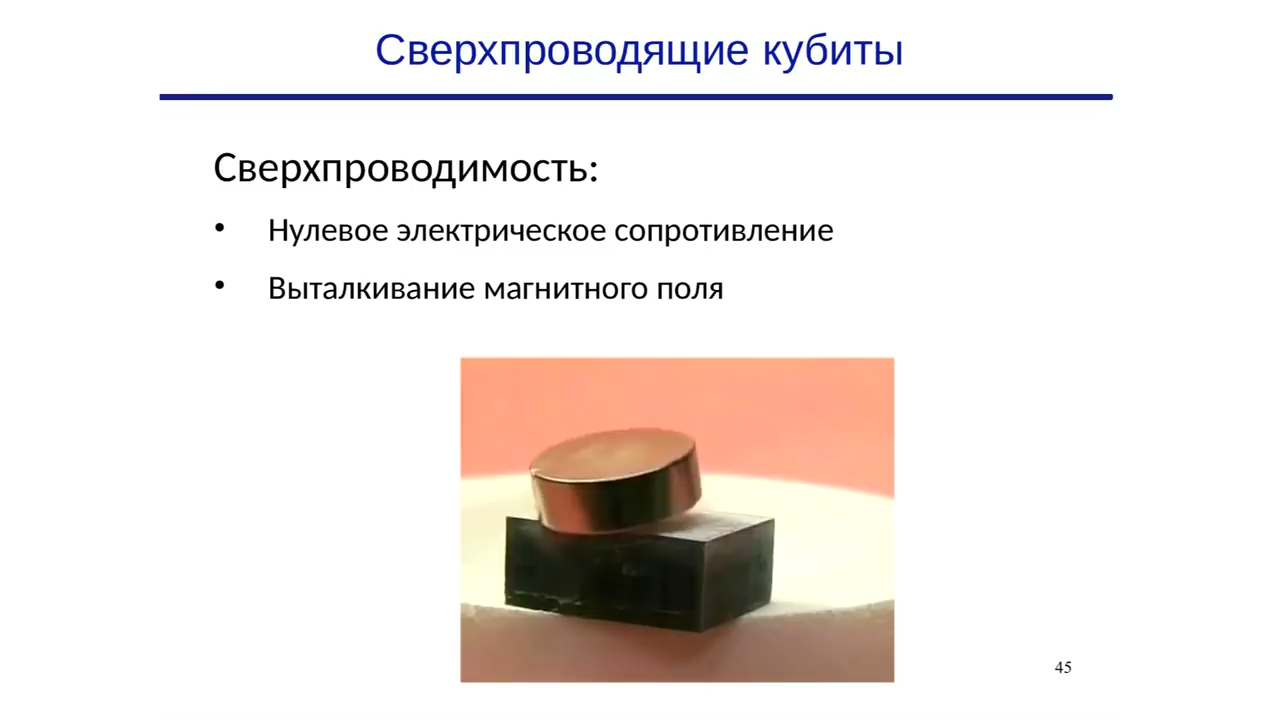 Сверхпроводящие кубиты
Сверхпроводимость:
• Нулевое электрическое сопротивление
• Выталкивание магнитного поля
45